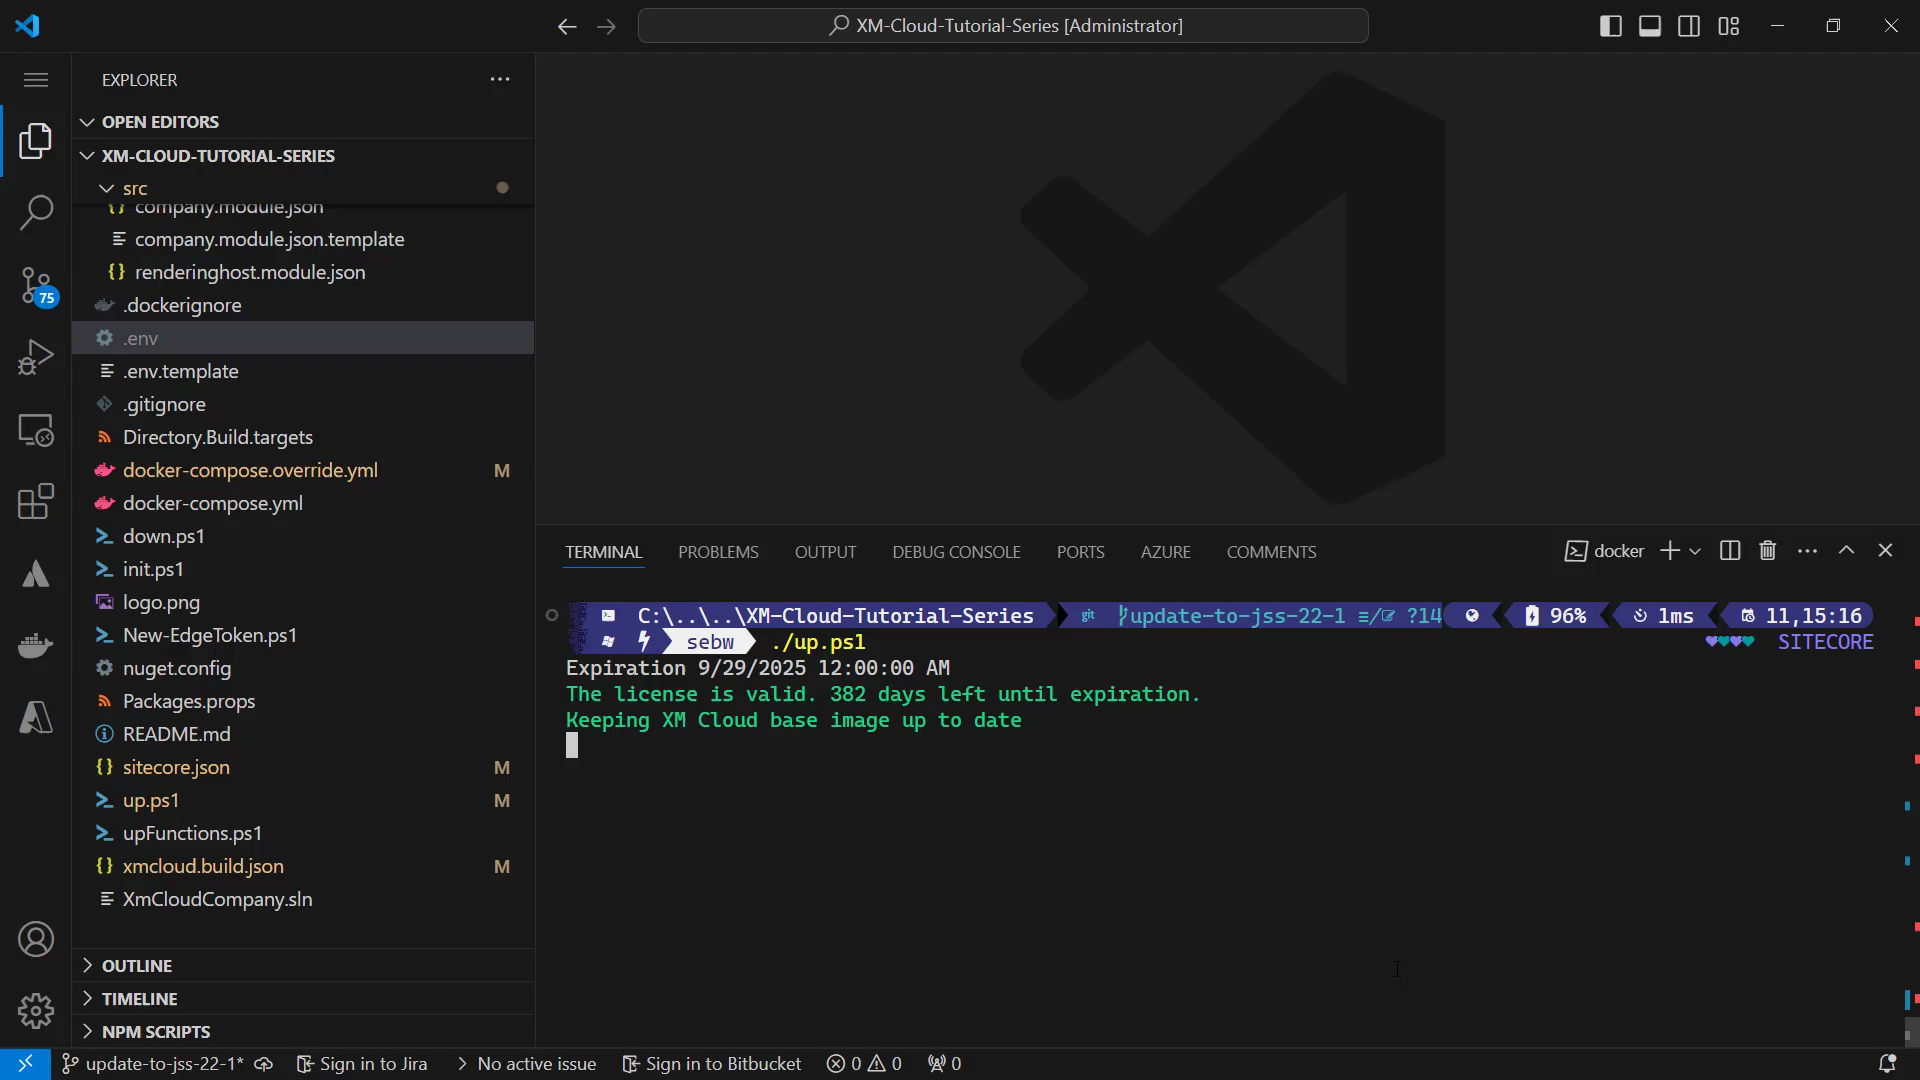 XM-Cloud-Tutorial-Series [Administrator]
EXPLORER
OPEN EDITORS
XM-CLOUD-TUTORIAL-SERIES
src
company.module.json
company.module.json.template
renderinghost.module.json
.dockerignore
.env
.env.template
.gitignore
Directory.Build.targets
docker-compose.override.yml M
docker-compose.yml
down.ps1
init.ps1
logo.png
New-EdgeToken.ps1
nuget.config
Packages.props
README.md
sitecore.json M
up.ps1 M
upFunctions.ps1
xmcloud.build.json M
XmCloudCompany.sln
OUTLINE
TIMELINE
NPM SCRIPTS
75
TERMINAL PROBLEMS OUTPUT DEBUG CONSOLE PORTS AZURE COMMENTS docker
C:\..\..\XM-Cloud-Tutorial-Series git update-to-jss-22-1 ≡/ ?14 96% 1ms 11,15:16
sebw ./up.ps1 SITECORE
Expiration 9/29/2025 12:00:00 AM
The license is valid. 382 days left until expiration.
Keeping XM Cloud base image up to date
update-to-jss-22-1* Sign in to Jira No active issue Sign in to Bitbucket 0 0 0